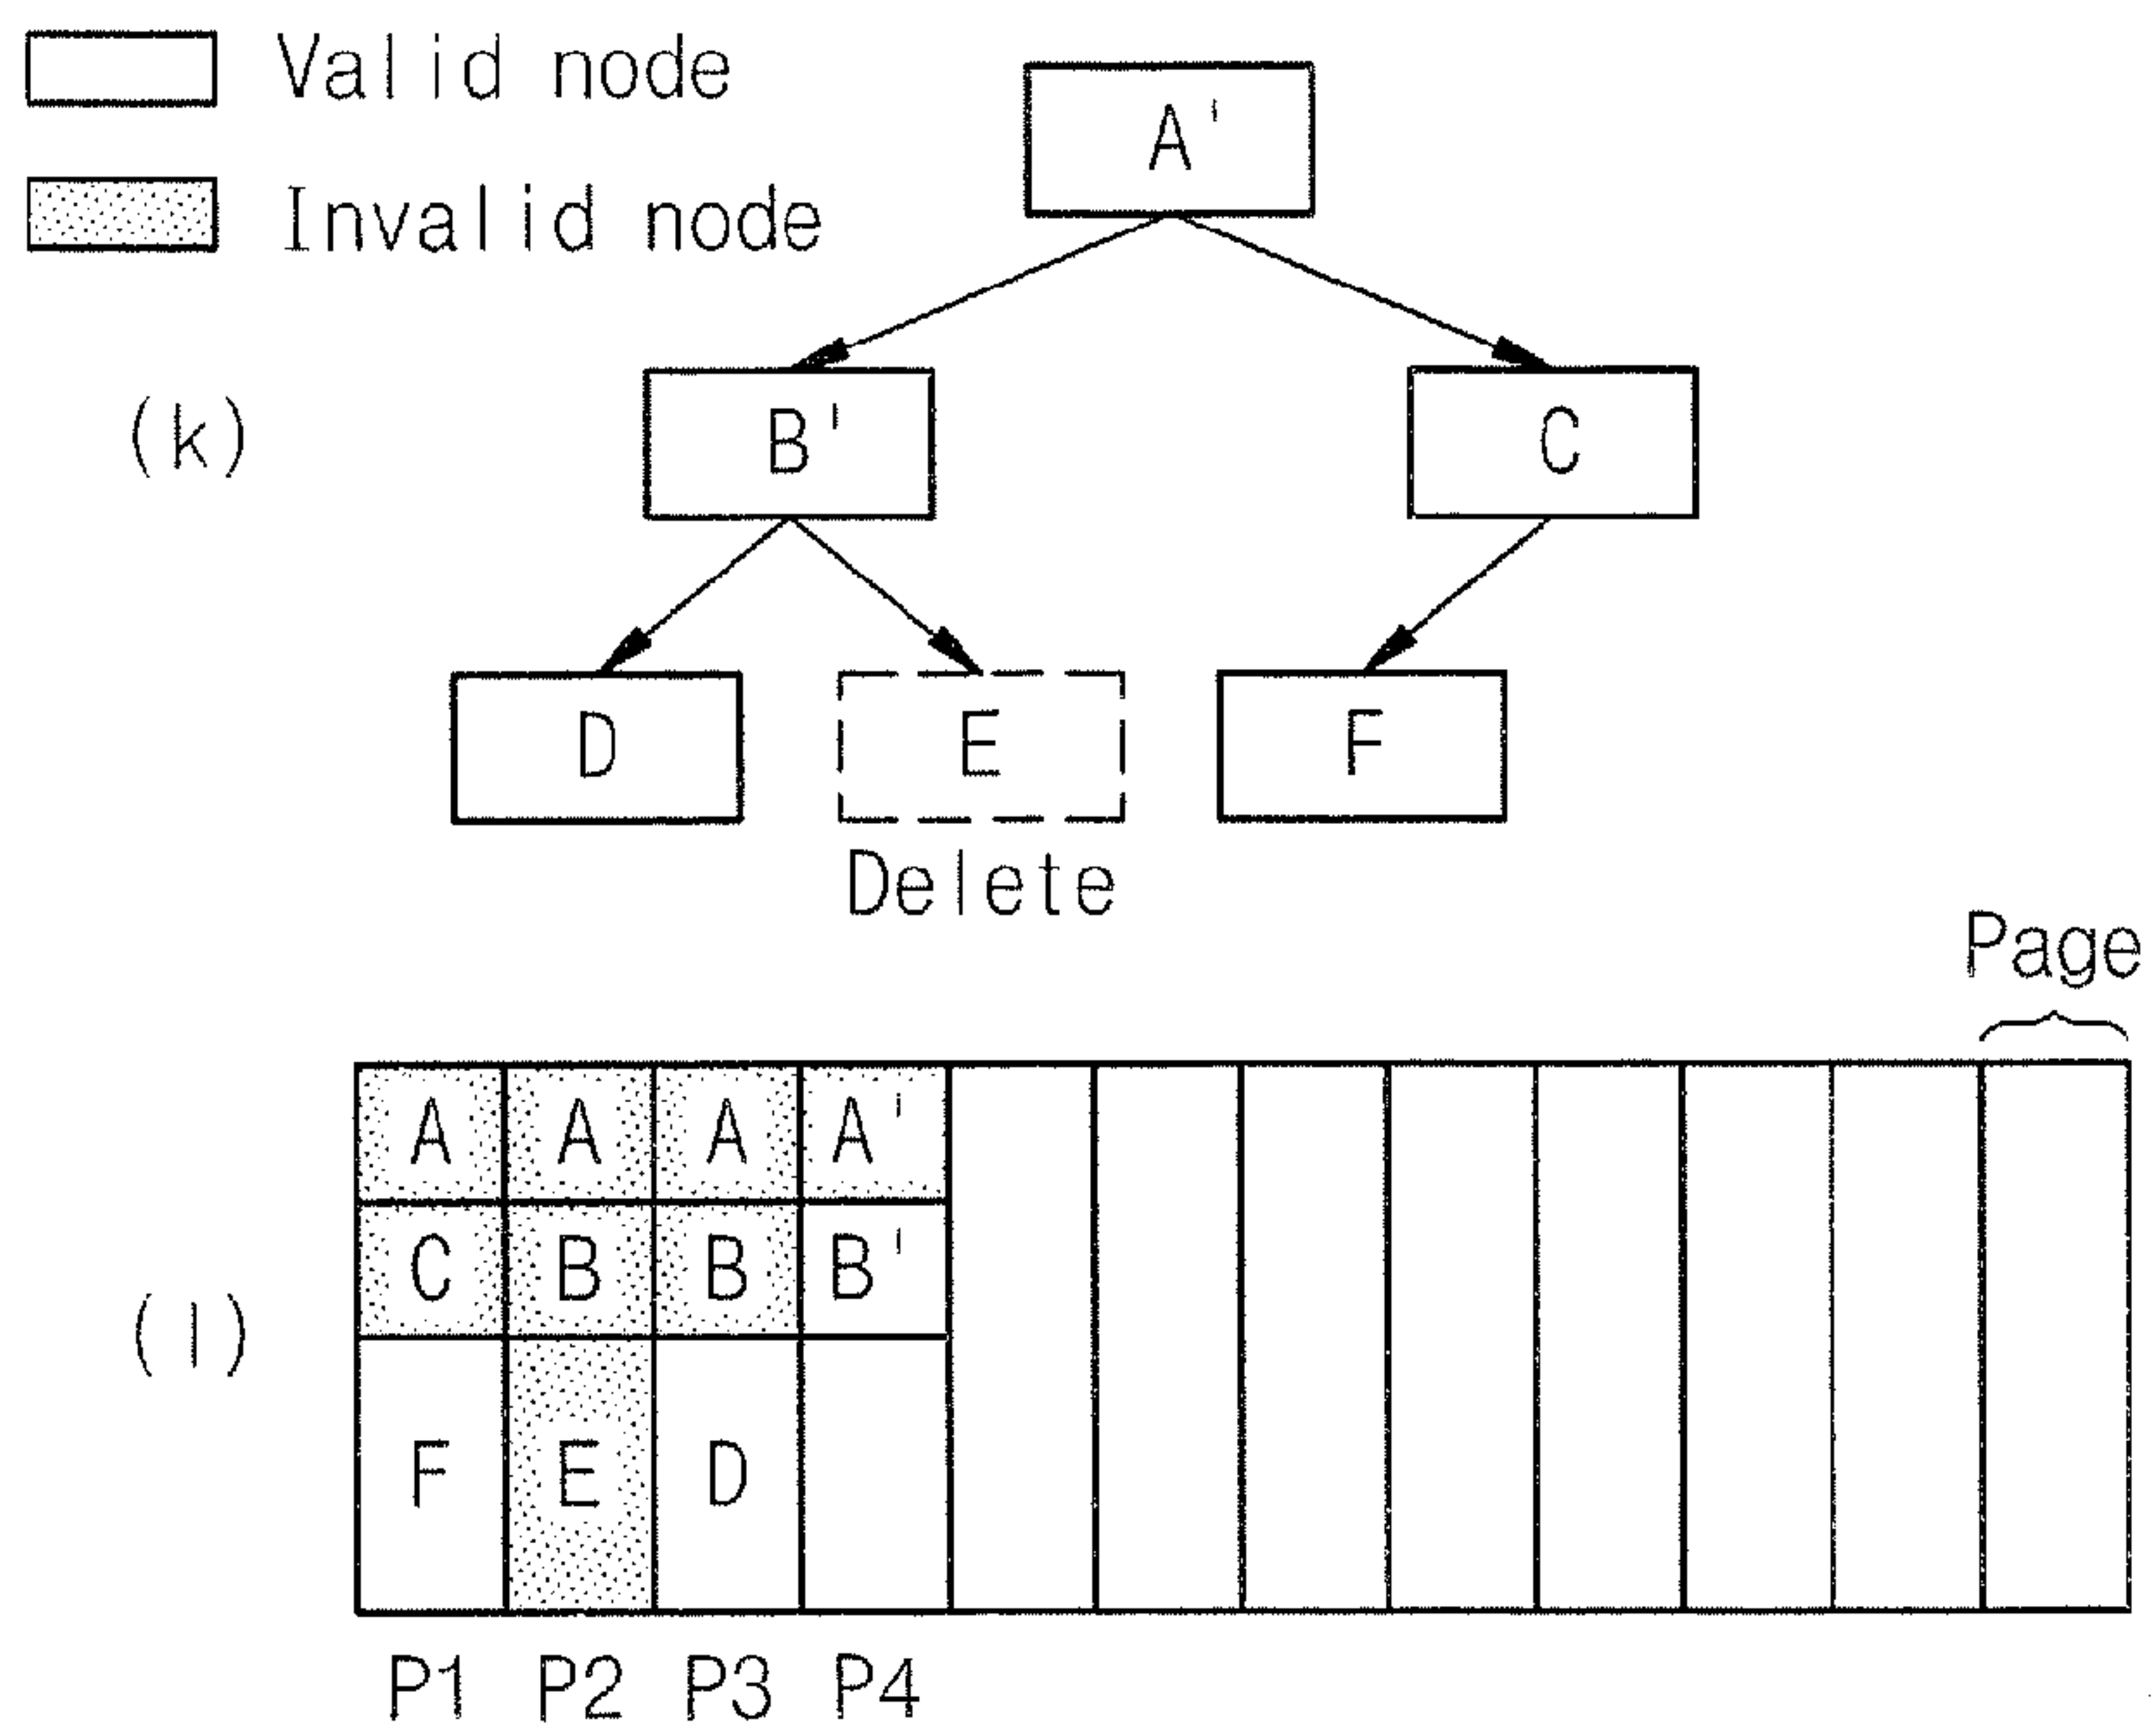 Valid node
Invalid node
A'
(k)
B' C
D E F
Delete
Page
A A A A'
C B B B'
(l)
F E D
P1 P2 P3 P4